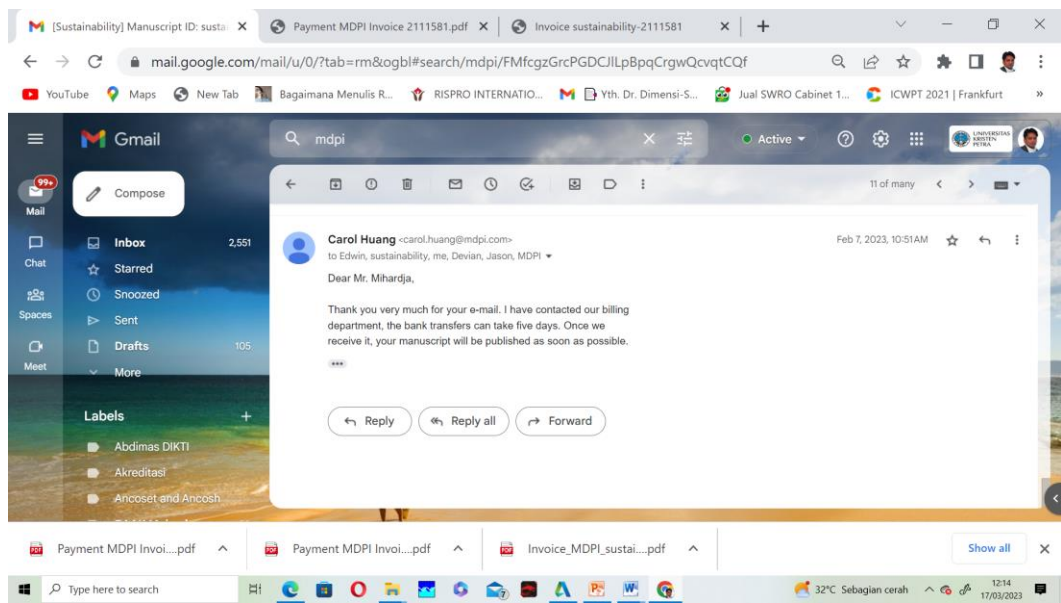 [Sustainability] Manuscript ID: susta
Payment MDPI Invoice 2111581.pdf
Invoice sustainability-2111581
mail.google.com/mail/u/0/?tab=rm&ogbl#search/mdpi/FMfcgzGrcPGDCJlLpBpqCrgwQcvqtCQf
YouTube
Maps
New Tab
Bagaimana Menulis R...
RISPRO INTERNATIO...
Yth. Dr. Dimensi-S...
Jual SWRO Cabinet 1...
ICWPT 2021 | Frankfurt
»
Gmail
mdpi
Active
UNIVERSITAS
KRISTEN
PETRA
99+
Mail
Compose
11 of many
Chat
Spaces
Meet
Inbox 2,551
Starred
Snoozed
Sent
Drafts 105
More
Labels +
Abdimas DIKTI
Akreditasi
Ancoset and Ancosh
Carol Huang <carol.huang@mdpi.com> Feb 7, 2023, 10:51 AM
to Edwin, sustainability, me, Devian, Jason, MDPI
Dear Mr. Mihardja,
Thank you very much for your e-mail. I have contacted our billing
department, the bank transfers can take five days. Once we
receive it, your manuscript will be published as soon as possible.
Reply
Reply all
Forward
Payment MDPI Invoi....pdf
Payment MDPI Invoi....pdf
Invoice_MDPI_sustai....pdf
Show all
Type here to search
32°C Sebagian cerah
12:14
17/03/2023